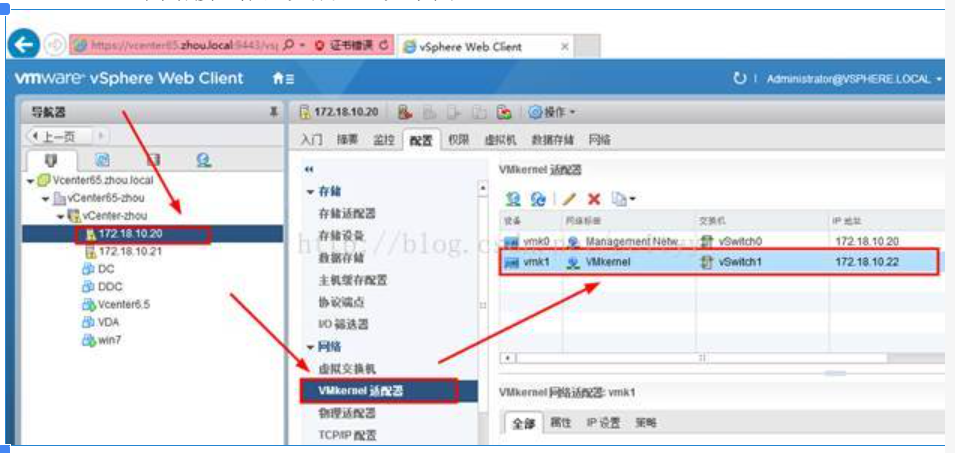 https://vcenter65.zhou.local:9443/vs 证书错误 vSphere Web Client
vmware vSphere Web Client Administrator@VSPHERE.LOCAL
导航器
上一页
Vcenter65.zhou.local
vCenter65-zhou
vCenter-zhou
172.18.10.20
172.18.10.21
DC
DDC
Vcenter6.5
VDA
win7
172.18.10.20 操作
入门 摘要 监控 配置 权限 虚拟机 数据存储 网络
存储
存储适配器
存储设备
数据存储
主机缓存配置
协议端点
I/O 筛选器
网络
虚拟交换机
VMkernel 适配器
物理适配器
TCP/IP 配置
VMkernel 适配器
设备 网络标签 交换机 IP 地址
vmk0 Management Netw... vSwitch0 172.18.10.20
vmk1 VMkernel vSwitch1 172.18.10.22
VMkernel 网络适配器: vmk1
全部 属性 IP 设置 策略
http://blog.